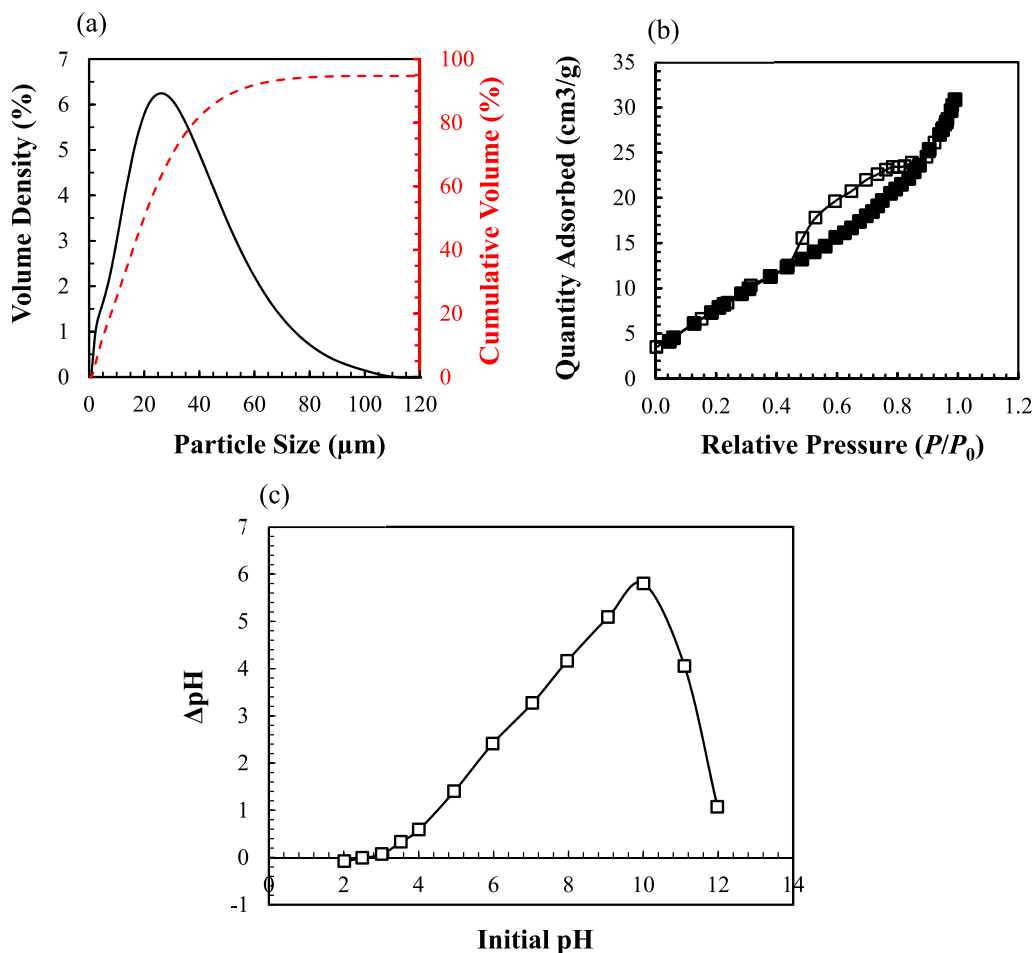 (a)
7
6
5
4
3
2
1
0
Volume Density (%)
100
80
60
40
20
0
Cumulative Volume (%)
0 20 40 60 80 100 120
Particle Size (µm)
(b)
35
30
25
20
15
10
5
0
Quantity Adsorbed (cm3/g)
0.0 0.2 0.4 0.6 0.8 1.0 1.2
Relative Pressure (P/P0)
(c)
7
6
5
4
3
2
1
0
-1
ΔpH
0 2 4 6 8 10 12 14
Initial pH